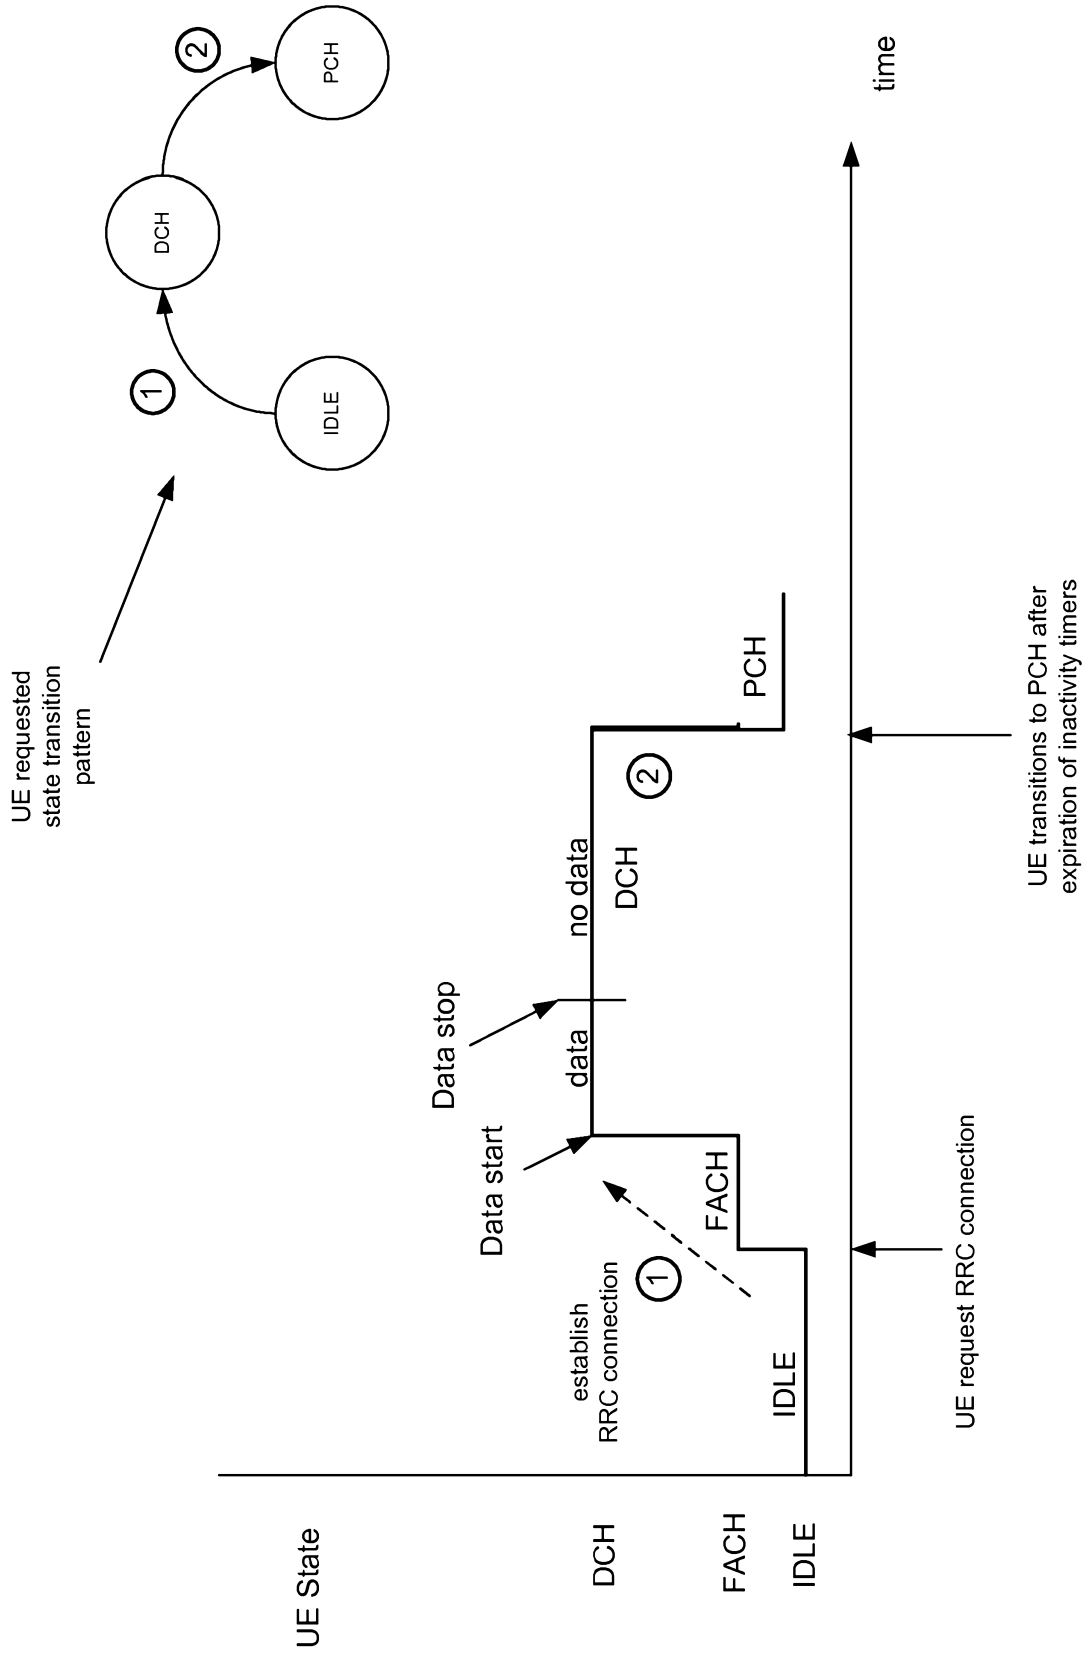 UE requested
state transition
pattern
1
2
IDLE
DCH
PCH
UE State
DCH
FACH
IDLE
establish
RRC connection
1
IDLE
FACH
Data start
Data stop
data
no data
DCH
2
PCH
time
UE request RRC connection
UE transitions to PCH after
expiration of inactivity timers